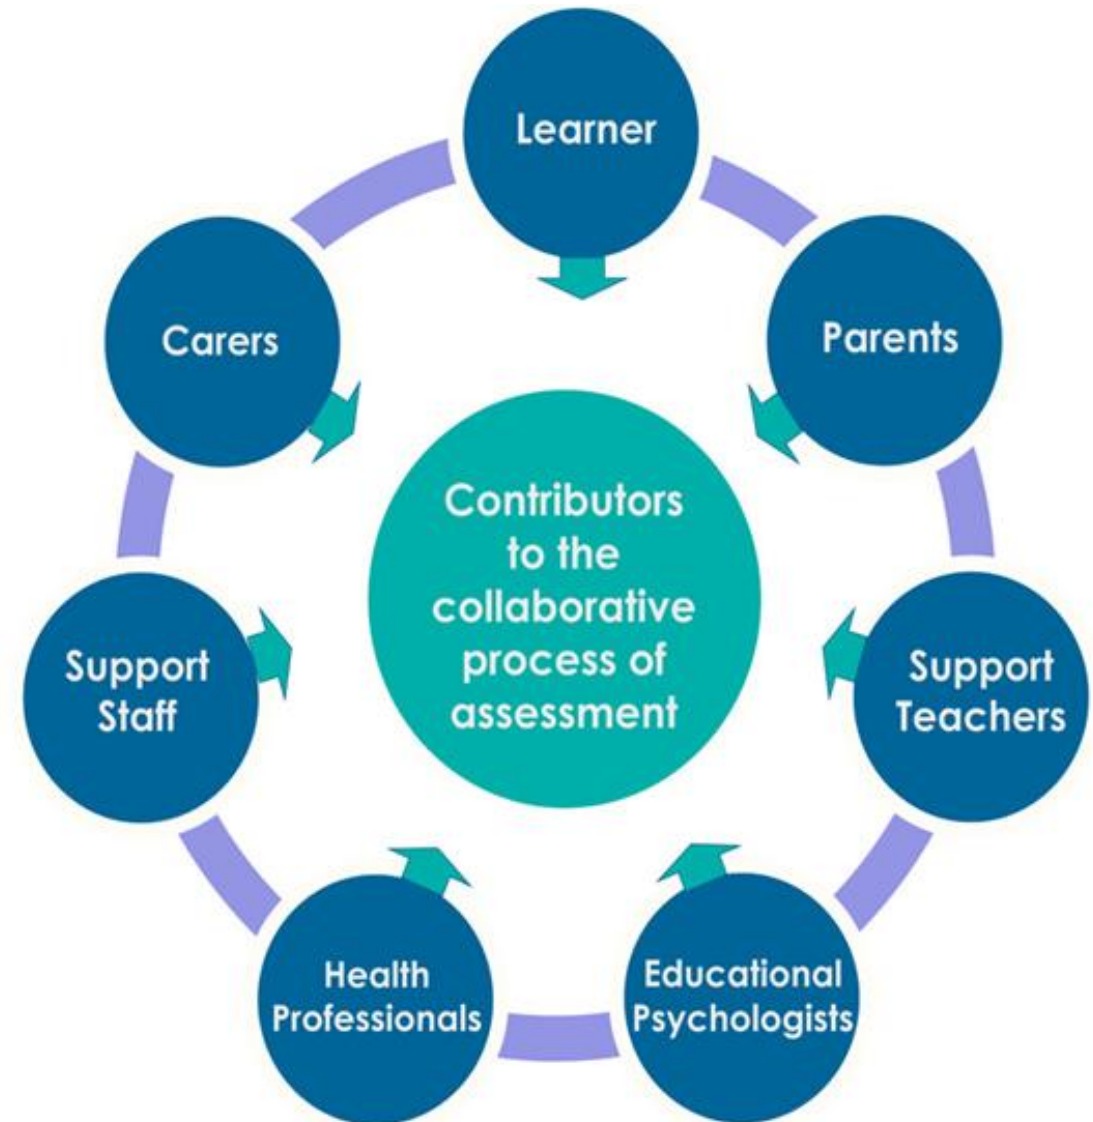 Learner
Parents
Support
Teachers
Educational
Psychologists
Health
Professionals
Support
Staff
Carers
Contributors
to the
collaborative
process of
assessment